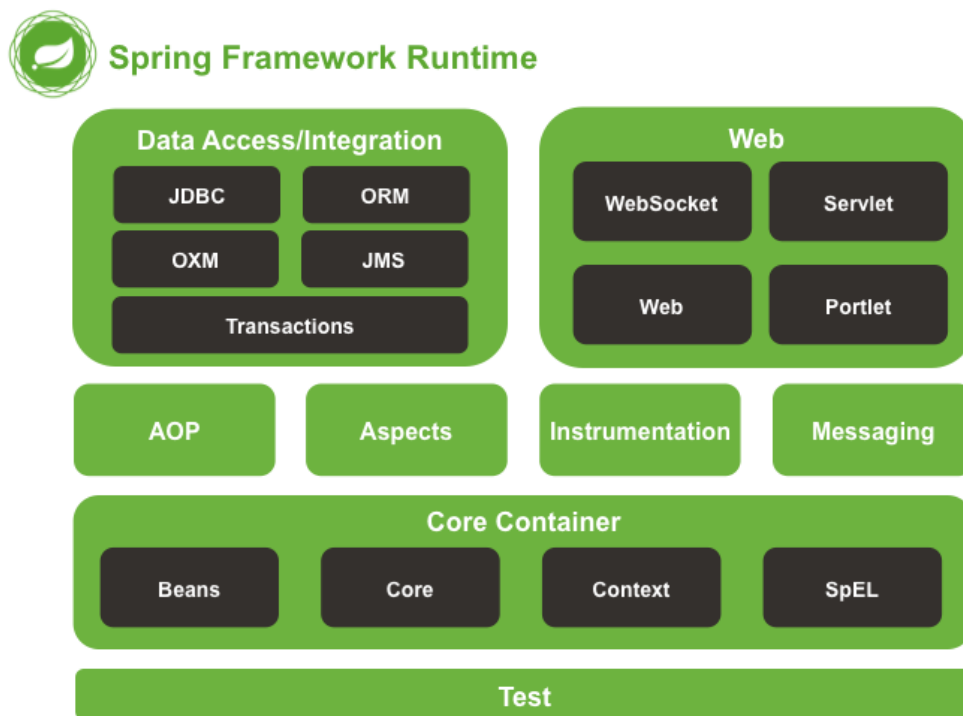 Spring Framework Runtime
Data Access/Integration
JDBC
ORM
OXM
JMS
Transactions
Web
WebSocket
Servlet
Web
Portlet
AOP
Aspects
Instrumentation
Messaging
Core Container
Beans
Core
Context
SpEL
Test